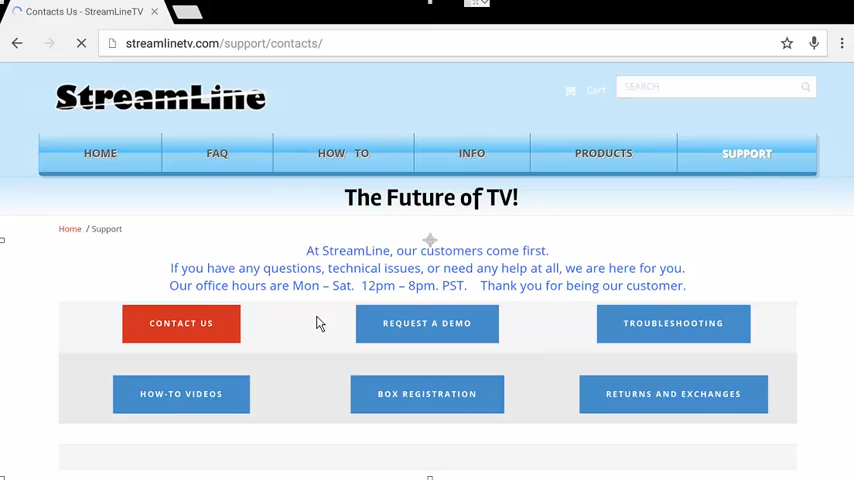 Contacts Us - StreamLineTV
streamlinetv.com/support/contacts/
StreamLine
Cart
SEARCH
HOME
FAQ
HOW TO
INFO
PRODUCTS
SUPPORT
The Future of TV!
Home / Support
At StreamLine, our customers come first.
If you have any questions, technical issues, or need any help at all, we are here for you.
Our office hours are Mon – Sat. 12pm – 8pm. PST. Thank you for being our customer.
CONTACT US
REQUEST A DEMO
TROUBLESHOOTING
HOW-TO VIDEOS
BOX REGISTRATION
RETURNS AND EXCHANGES